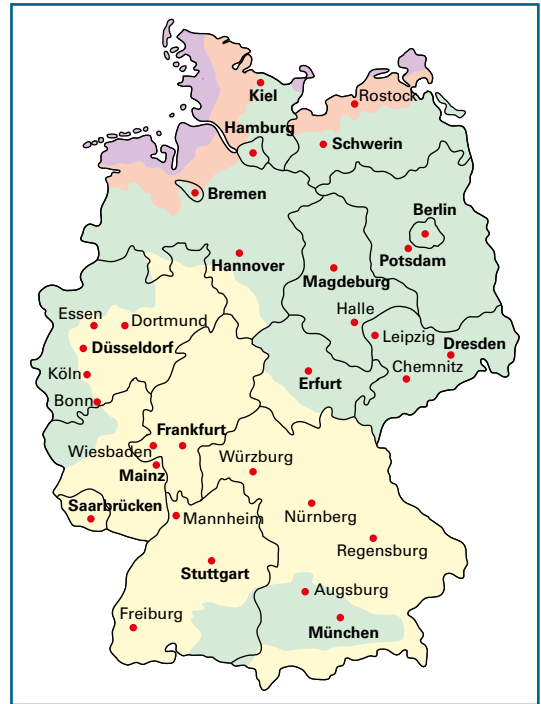 Kiel
Rostock
Hamburg
Schwerin
Bremen
Berlin
Potsdam
Hannover
Magdeburg
Halle
Essen
Dortmund
Leipzig
Düsseldorf
Dresden
Köln
Chemnitz
Erfurt
Bonn
Frankfurt
Wiesbaden
Würzburg
Mainz
Saarbrücken
Mannheim
Nürnberg
Regensburg
Stuttgart
Augsburg
Freiburg
München